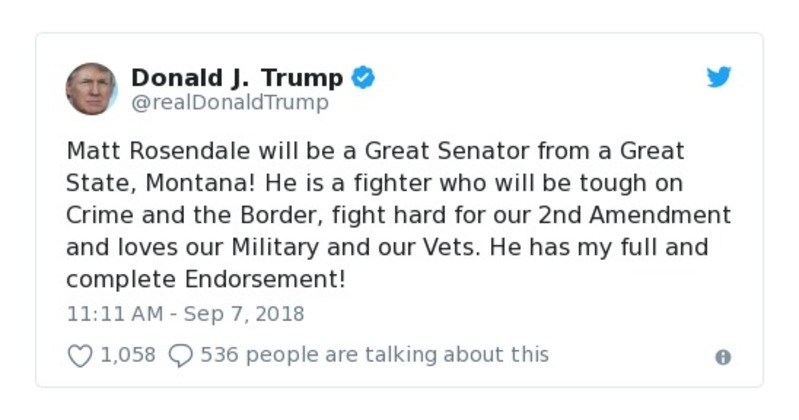 Donald J. Trump
@realDonaldTrump
Matt Rosendale will be a Great Senator from a Great
State, Montana! He is a fighter who will be tough on
Crime and the Border, fight hard for our 2nd Amendment
and loves our Military and our Vets. He has my full and
complete Endorsement!
11:11 AM - Sep 7, 2018
1,058 536 people are talking about this